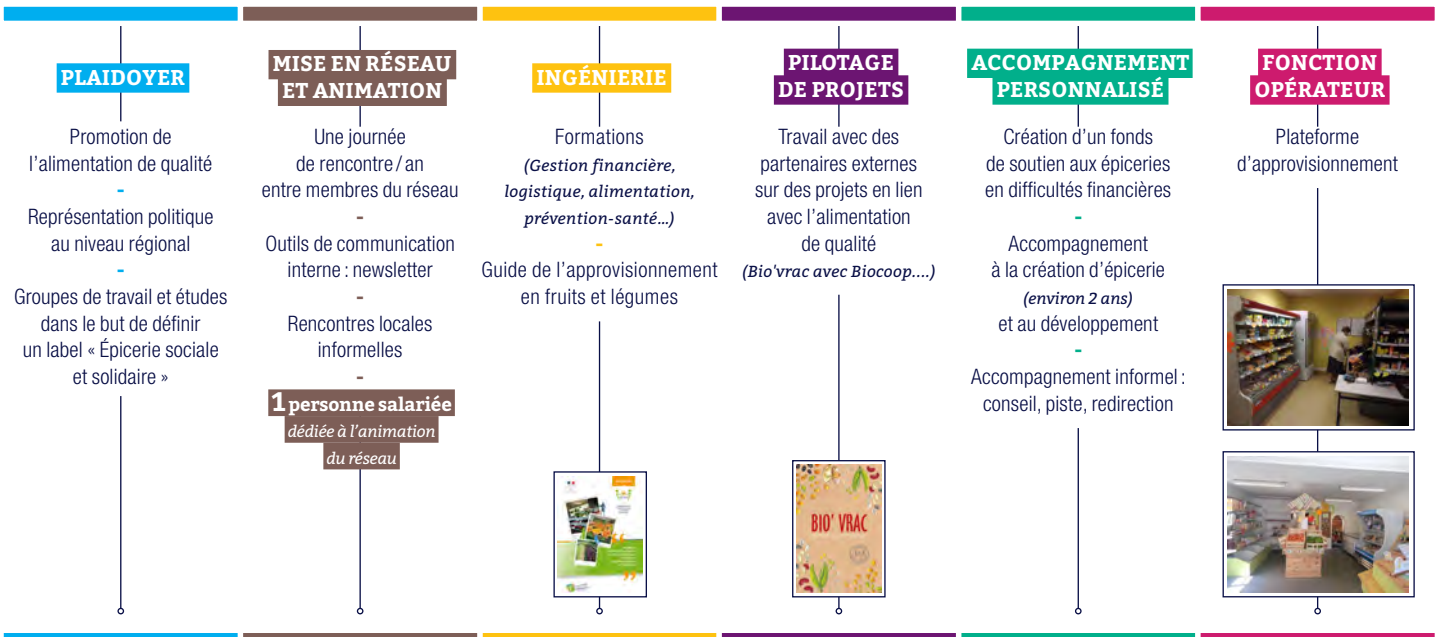 PLAIDOYER
Promotion de
l'alimentation de qualité
-
Représentation politique
au niveau régional
-
Groupes de travail et études
dans le but de définir
un label « Épicerie sociale
et solidaire »
MISE EN RÉSEAU
ET ANIMATION
Une journée
de rencontre / an
entre membres du réseau
-
Outils de communication
interne : newsletter
-
Rencontres locales
informelles
-
1 personne salariée
dédiée à l'animation
du réseau
INGÉNIERIE
Formations
(Gestion financière,
logistique, alimentation,
prévention-santé...)
-
Guide de l'approvisionnement
en fruits et légumes
PILOTAGE
DE PROJETS
Travail avec des
partenaires externes
sur des projets en lien
avec l'alimentation
de qualité
(Bio'vrac avec Biocoop....)
BIO' VRAC
ACCOMPAGNEMENT
PERSONNALISÉ
Création d'un fonds
de soutien aux épiceries
en difficultés financières
-
Accompagnement
à la création d'épicerie
(environ 2 ans)
et au développement
-
Accompagnement informel :
conseil, piste, redirection
FONCTION
OPÉRATEUR
Plateforme
d'approvisionnement